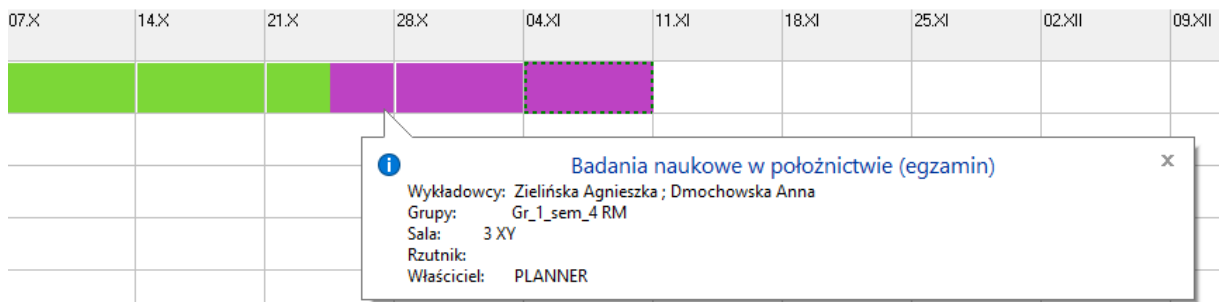 07.X 14.X 21.X 28.X 04.XI 11.XI 18.XI 25.XI 02.XII 09.XII
Badania naukowe w położnictwie (egzamin)
Wykładowcy: Zielińska Agnieszka ; Dmochowska Anna
Grupy: Gr_1_sem_4 RM
Sala: 3 XY
Rzutnik:
Właściciel: PLANNER